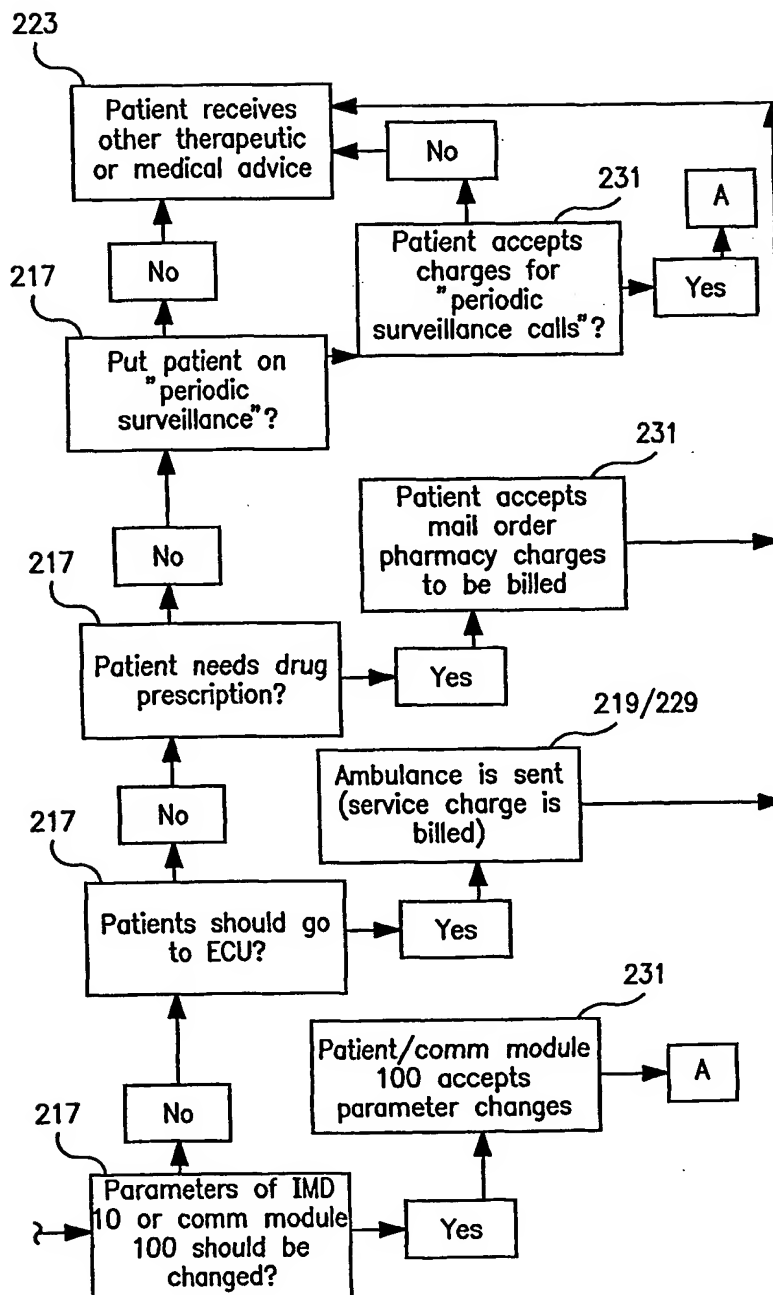 223
Patient receives
other therapeutic
or medical advice
No
231
A
No
Patient accepts
charges for
"periodic
surveillance calls"?
Yes
217
Put patient on
"periodic
surveillance"?
231
Patient accepts
mail order
pharmacy charges
to be billed
No
217
Patient needs drug
prescription?
Yes
219/229
Ambulance is sent
(service charge is
billed)
No
217
Patients should go
to ECU?
Yes
231
Patient/comm module
100 accepts
parameter changes
A
No
217
Parameters of IMD
10 or comm module
100 should be
changed?
Yes